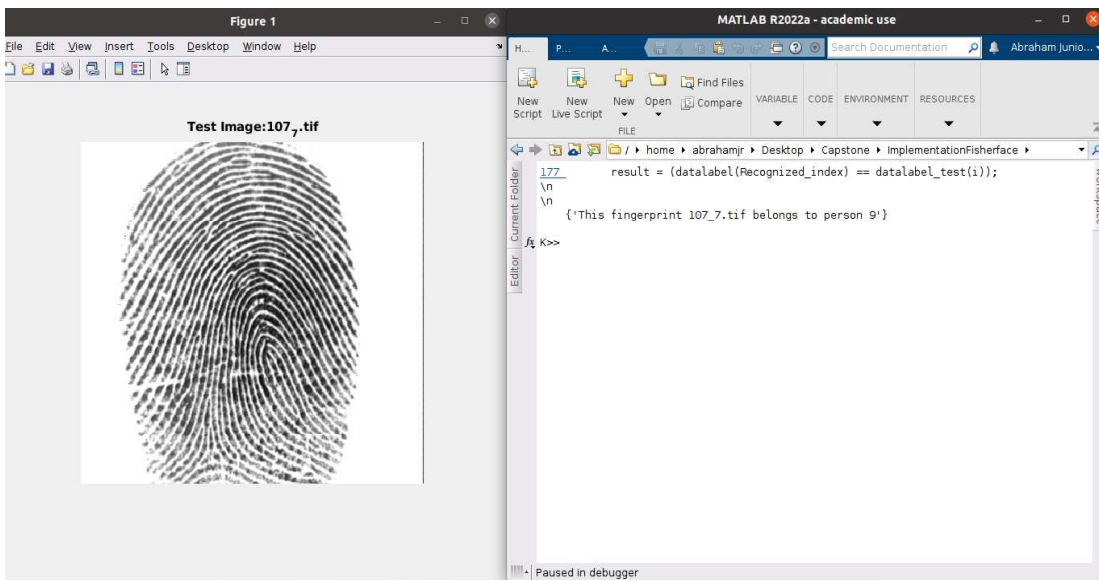 Figure 1
File Edit View Insert Tools Desktop Window Help
Test Image:107₇.tif
MATLAB R2022a - academic use
H... P... A... Search Documentation Abraham Junio...
New Script
New Live Script
New
Open
Find Files
Compare
FILE
VARIABLE CODE ENVIRONMENT RESOURCES
/ ▸ home ▸ abrahamjr ▸ Desktop ▸ Capstone ▸ ImplementationFisherface ▸
Current Folder
Editor
177 result = (datalabel(Recognized_index) == datalabel_test(i));
\n
\n
{'This fingerprint 107_7.tif belongs to person 9'}
fx K>>
Paused in debugger